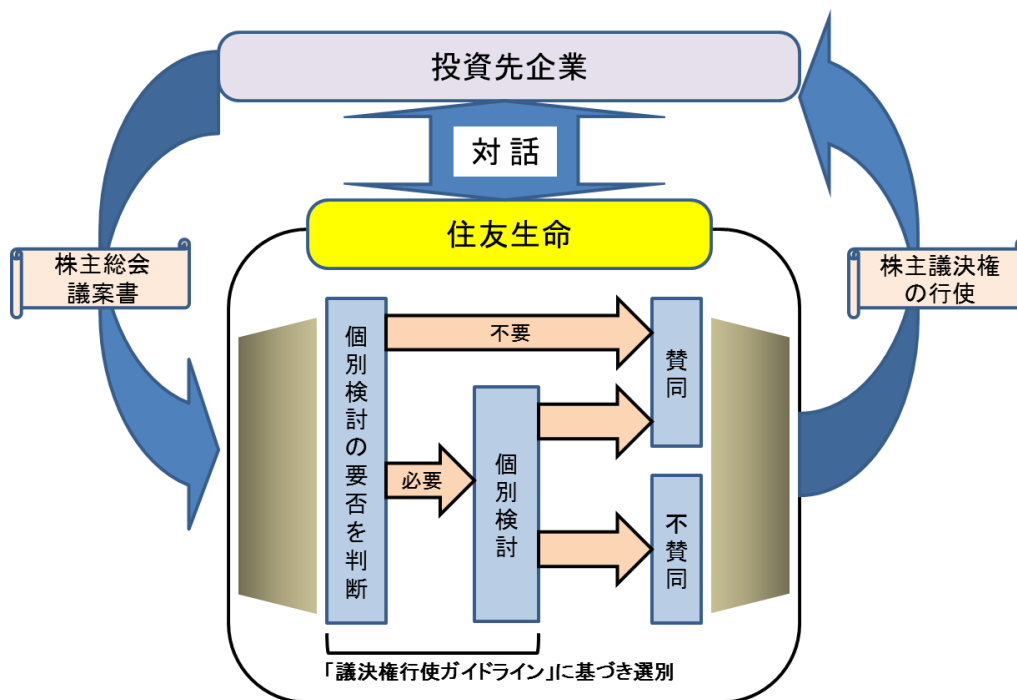 投資先企業
対話
住友生命
株主総会
議案書
株主議決権
の行使
個別検討の要否を判断
不要
必要
個別検討
賛同
不賛同
「議決権行使ガイドライン」に基づき選別